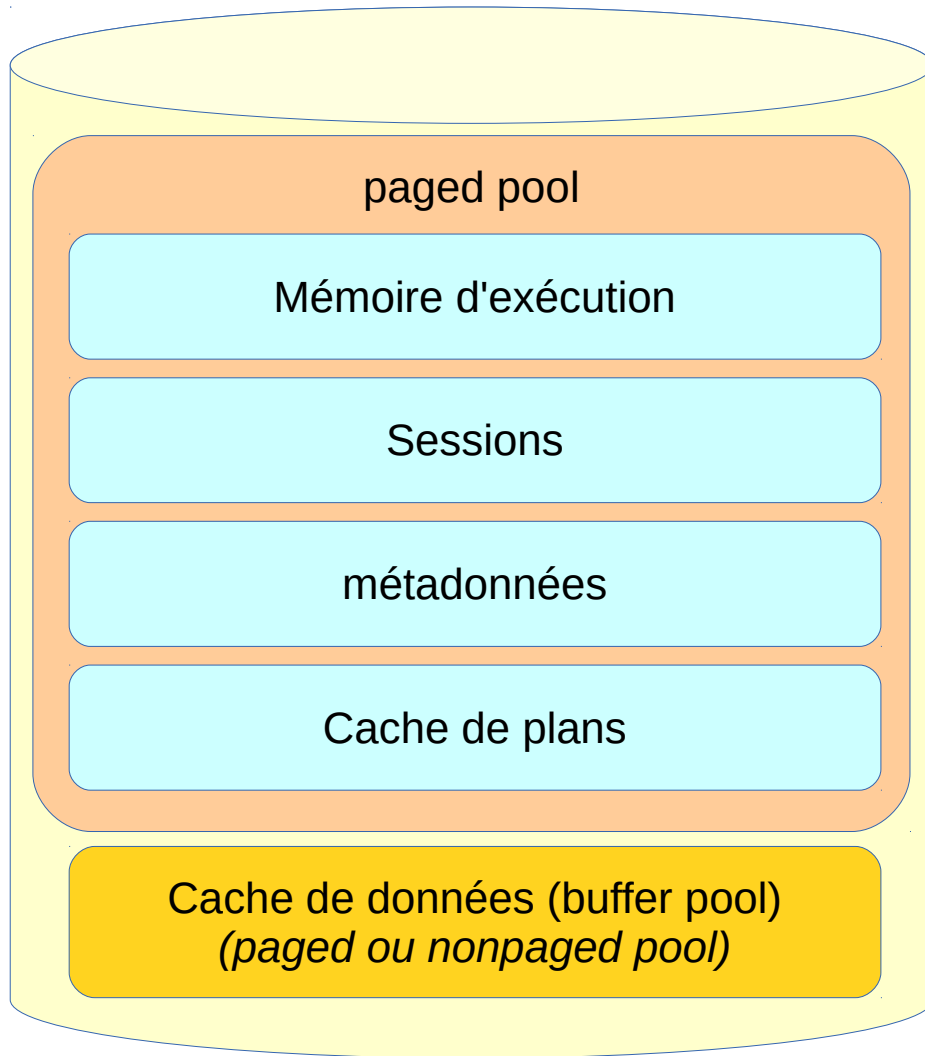 paged pool
Mémoire d'exécution
Sessions
métadonnées
Cache de plans
Cache de données (buffer pool)
(paged ou nonpaged pool)